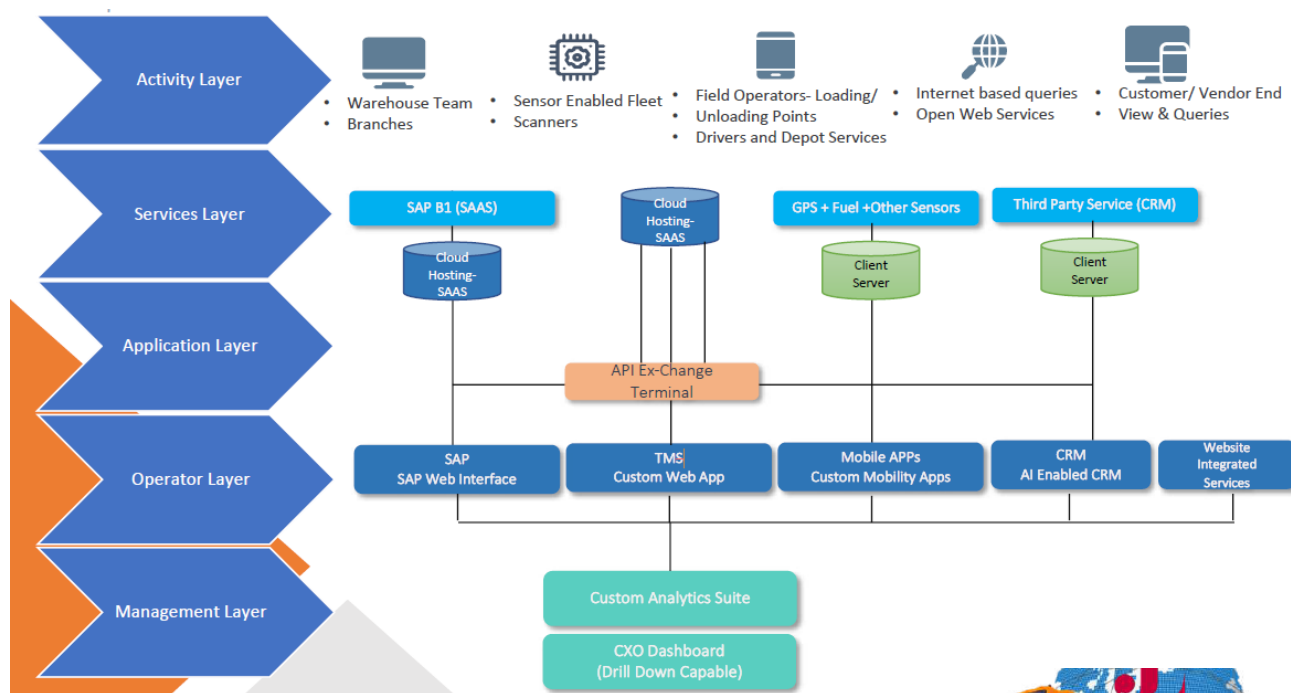 Activity Layer
• Warehouse Team
• Branches
• Sensor Enabled Fleet
• Scanners
• Field Operators- Loading/
• Unloading Points
• Drivers and Depot Services
• Internet based queries
• Open Web Services
• Customer/ Vendor End
• View & Queries
Services Layer
SAP B1 (SAAS)
Cloud
Hosting-
SAAS
Cloud
Hosting-
SAAS
GPS + Fuel +Other Sensors
Client
Server
Third Party Service (CRM)
Client
Server
Application Layer
API Ex-Change
Terminal
Operator Layer
SAP
SAP Web Interface
TMS
Custom Web App
Mobile APPs
Custom Mobility Apps
CRM
AI Enabled CRM
Website
Integrated
Services
Management Layer
Custom Analytics Suite
CXO Dashboard
(Drill Down Capable)